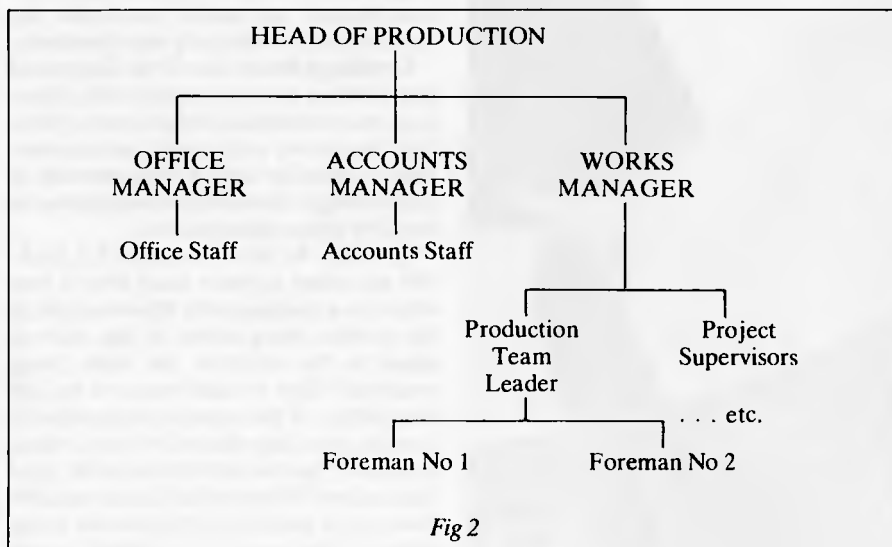 HEAD OF PRODUCTION
OFFICE
MANAGER
ACCOUNTS
MANAGER
WORKS
MANAGER
Office Staff
Accounts Staff
Production
Team
Leader
Project
Supervisors
. . . etc.
Foreman No 1
Foreman No 2
Fig 2